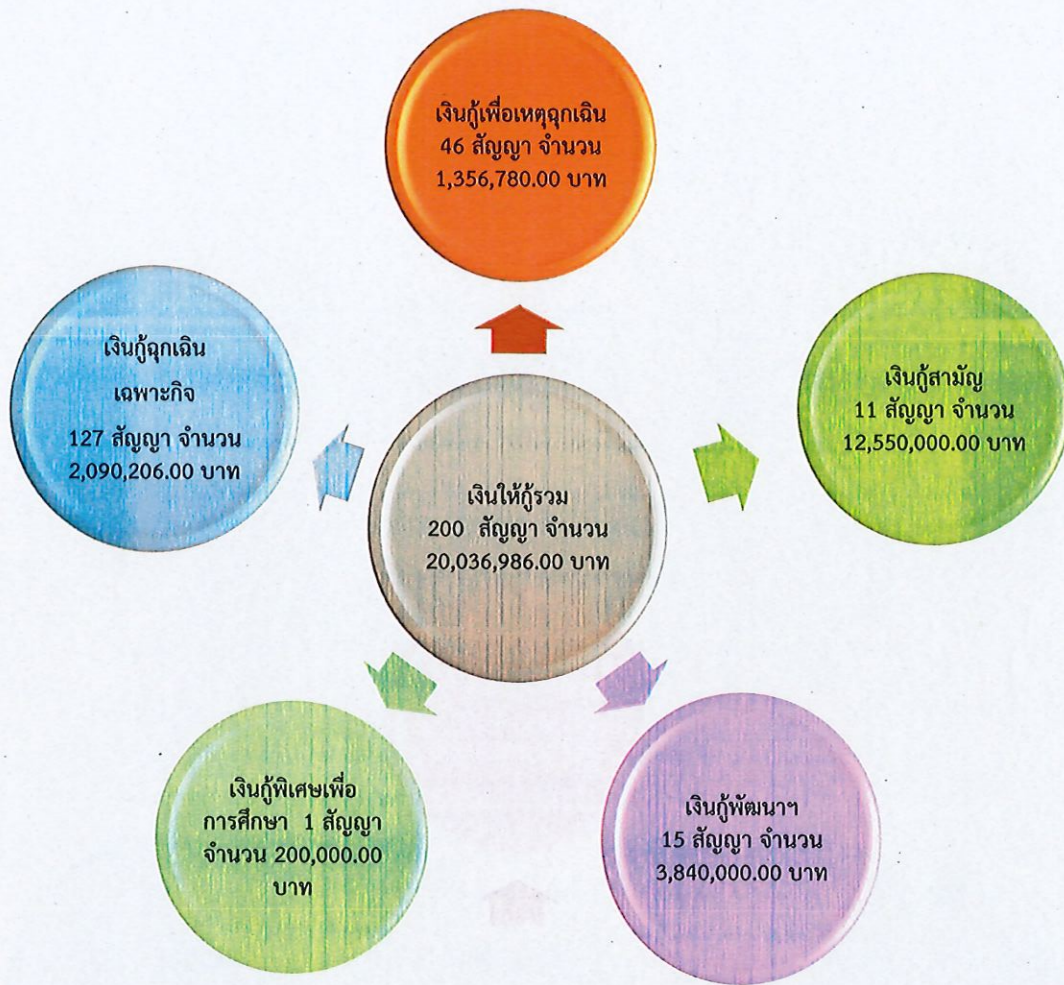 เงินกู้เพื่อเหตุฉุกเฉิน
46 สัญญา จำนวน
1,356,780.00 บาท
เงินกู้ฉุกเฉิน
เฉพาะกิจ
127 สัญญา จำนวน
2,090,206.00 บาท
เงินกู้สามัญ
11 สัญญา จำนวน
12,550,000.00 บาท
เงินให้กู้รวม
200 สัญญา จำนวน
20,036,986.00 บาท
เงินกู้พิเศษเพื่อ
การศึกษา 1 สัญญา
จำนวน 200,000.00
บาท
เงินกู้พัฒนาฯ
15 สัญญา จำนวน
3,840,000.00 บาท